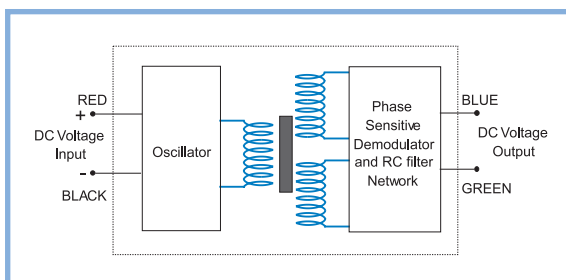 RED
+
DC Voltage
Input
-
BLACK
Oscillator
Phase
Sensitive
Demodulator
and RC filter
Network
BLUE
DC Voltage
Output
GREEN